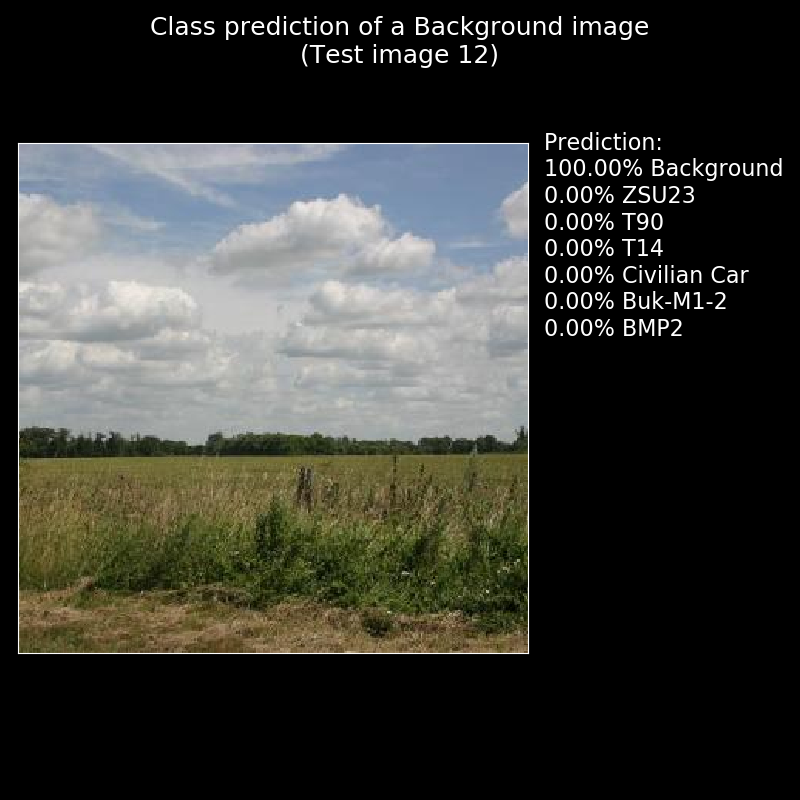 Class prediction of a Background image
(Test image 12)
Prediction:
100.00% Background
0.00% ZSU23
0.00% T90
0.00% T14
0.00% Civilian Car
0.00% Buk-M1-2
0.00% BMP2